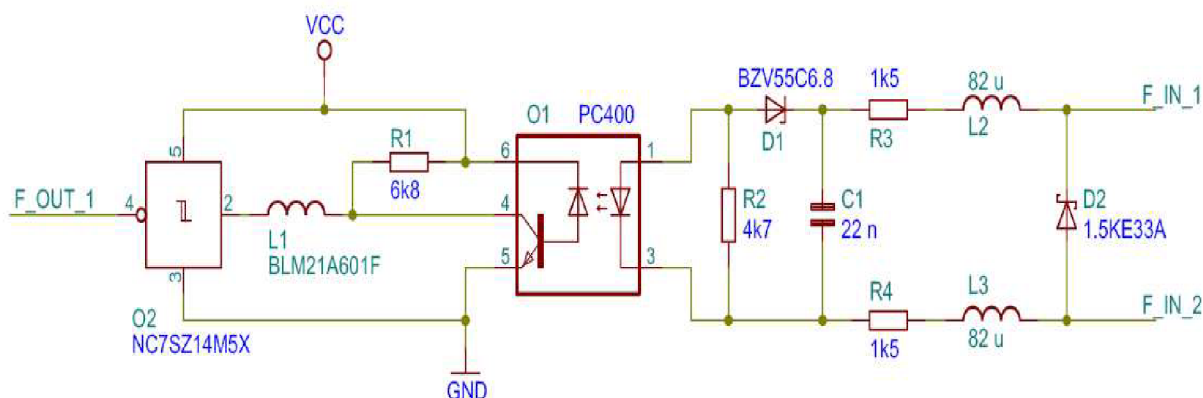 VCC
BZV55C6.8
1k5
82 u
F_IN_1
O1
PC400
D1
R3
L2
5
R1
6
1
6k8
F_OUT_1
4
2
4
R2
4k7
C1
22 n
D2
1.5KE33A
L1
BLM21A601F
3
5
3
R4
L3
F_IN_2
O2
NC7SZ14M5X
1k5
82 u
GND